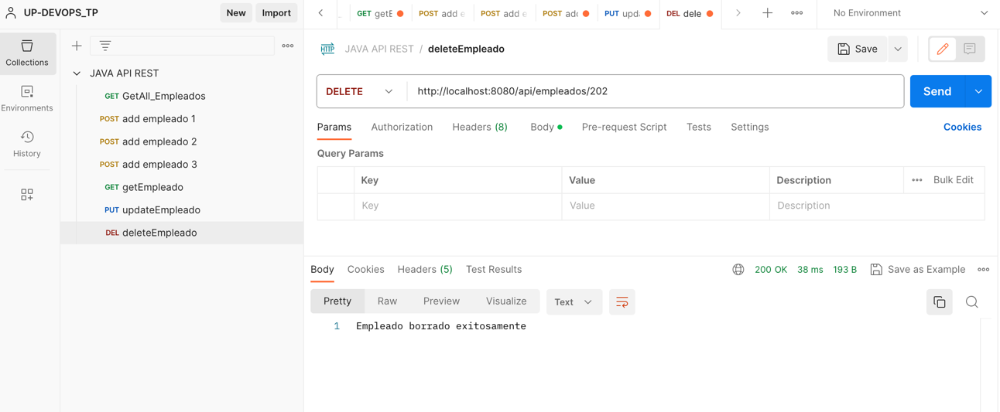 UP-DEVOPS_TP
New
Import
GET getE
POST add e
POST add e
POST add
PUT upd
DEL dele
No Environment
Collections
Environments
History
JAVA API REST
GET GetAll_Empleados
POST add empleado 1
POST add empleado 2
POST add empleado 3
GET getEmpleado
PUT updateEmpleado
DEL deleteEmpleado
HTTP JAVA API REST / deleteEmpleado
Save
DELETE http://localhost:8080/api/empleados/202
Send
Params Authorization Headers (8) Body Pre-request Script Tests Settings Cookies
Query Params
Key Value Description Bulk Edit
Key Value Description
Body Cookies Headers (5) Test Results 200 OK 38 ms 193 B Save as Example
Pretty Raw Preview Visualize Text
1 Empleado borrado exitosamente